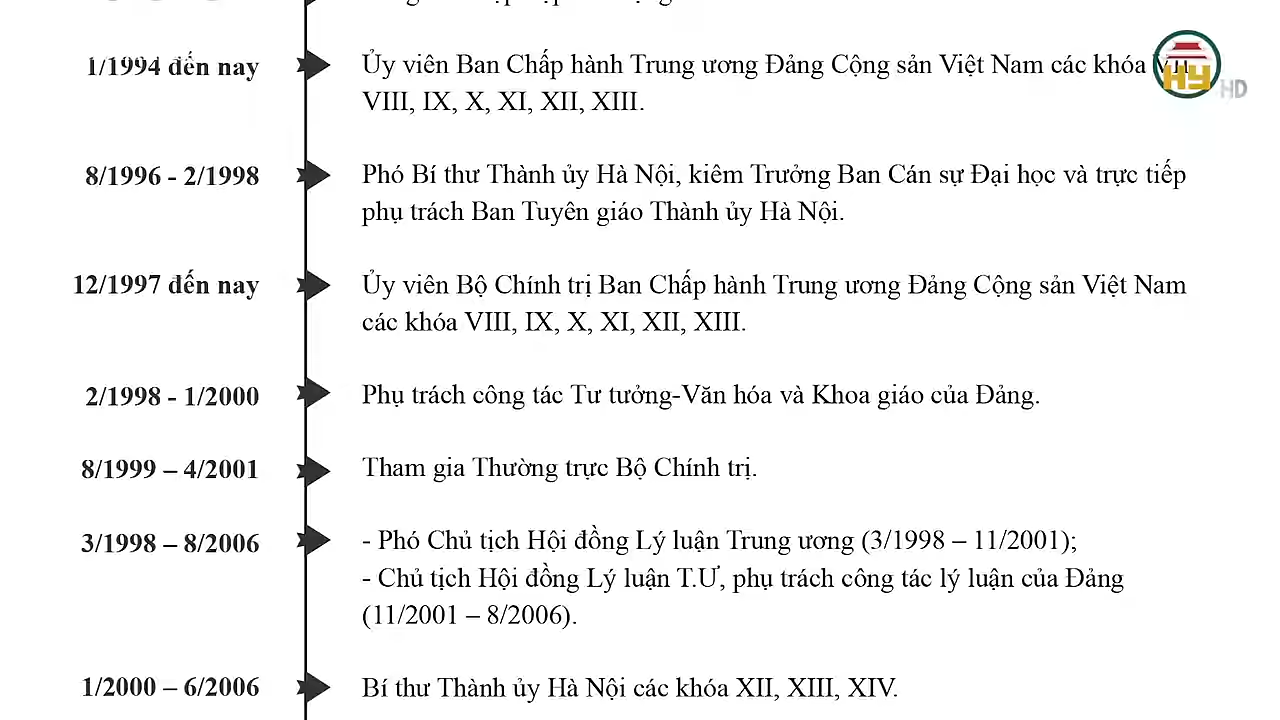 1/1994 đến nay
Ủy viên Ban Chấp hành Trung ương Đảng Cộng sản Việt Nam các khóa VII
VIII, IX, X, XI, XII, XIII.
8/1996 - 2/1998
Phó Bí thư Thành ủy Hà Nội, kiêm Trưởng Ban Cán sự Đại học và trực tiếp
phụ trách Ban Tuyên giáo Thành ủy Hà Nội.
12/1997 đến nay
Ủy viên Bộ Chính trị Ban Chấp hành Trung ương Đảng Cộng sản Việt Nam
các khóa VIII, IX, X, XI, XII, XIII.
2/1998 - 1/2000
Phụ trách công tác Tư tưởng-Văn hóa và Khoa giáo của Đảng.
8/1999 – 4/2001
Tham gia Thường trực Bộ Chính trị.
3/1998 – 8/2006
- Phó Chủ tịch Hội đồng Lý luận Trung ương (3/1998 – 11/2001);
- Chủ tịch Hội đồng Lý luận T.Ư, phụ trách công tác lý luận của Đảng
(11/2001 – 8/2006).
1/2000 – 6/2006
Bí thư Thành ủy Hà Nội các khóa XII, XIII, XIV.
HY
HD